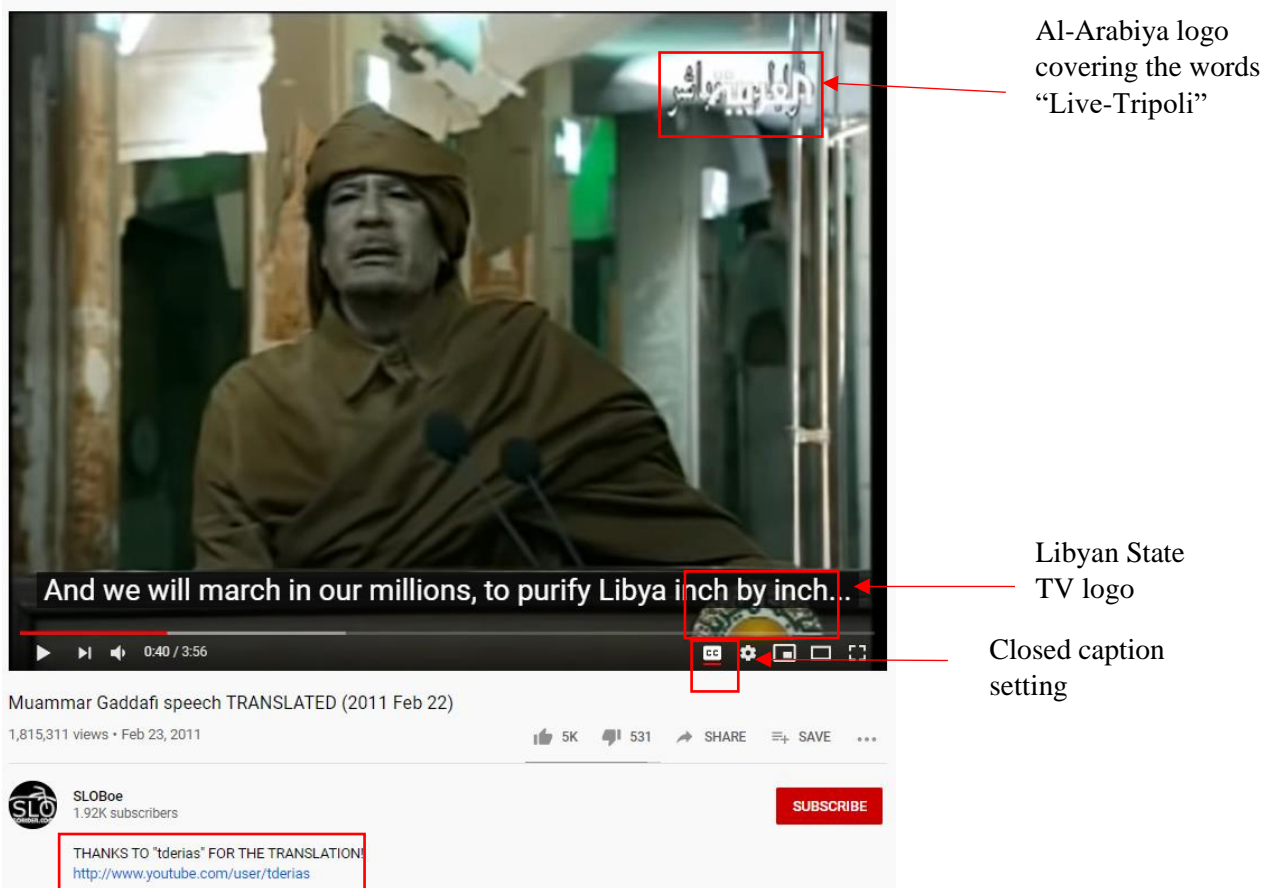 Al-Arabiya logo
covering the words
“Live-Tripoli”
العربية
And we will march in our millions, to purify Libya inch by inch...
Libyan State
TV logo
0:40 / 3:56
CC
Closed caption
setting
Muammar Gaddafi speech TRANSLATED (2011 Feb 22)
1,815,311 views • Feb 23, 2011
5K 531 SHARE SAVE
SLO
SLOBoe
1.92K subscribers
SUBSCRIBE
THANKS TO "tderias" FOR THE TRANSLATION!
http://www.youtube.com/user/tderias